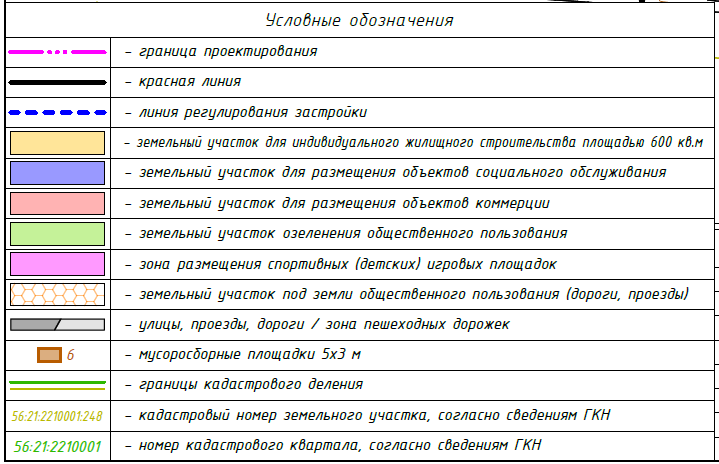 Условные обозначения
– граница проектирования
– красная линия
– линия регулирования застройки
– земельный участок для индивидуального жилищного строительства площадью 600 кв.м
– земельный участок для размещения объектов социального обслуживания
– земельный участок для размещения объектов коммерции
– земельный участок озеленения общественного пользования
– зона размещения спортивных (детских) игровых площадок
– земельный участок под земли общественного пользования (дороги, проезды)
– улицы, проезды, дороги / зона пешеходных дорожек
6 – мусоросборные площадки 5х3 м
– границы кадастрового деления
56:21:2210001:248 – кадастровый номер земельного участка, согласно сведениям ГКН
56:21:2210001 – номер кадастрового квартала, согласно сведениям ГКН